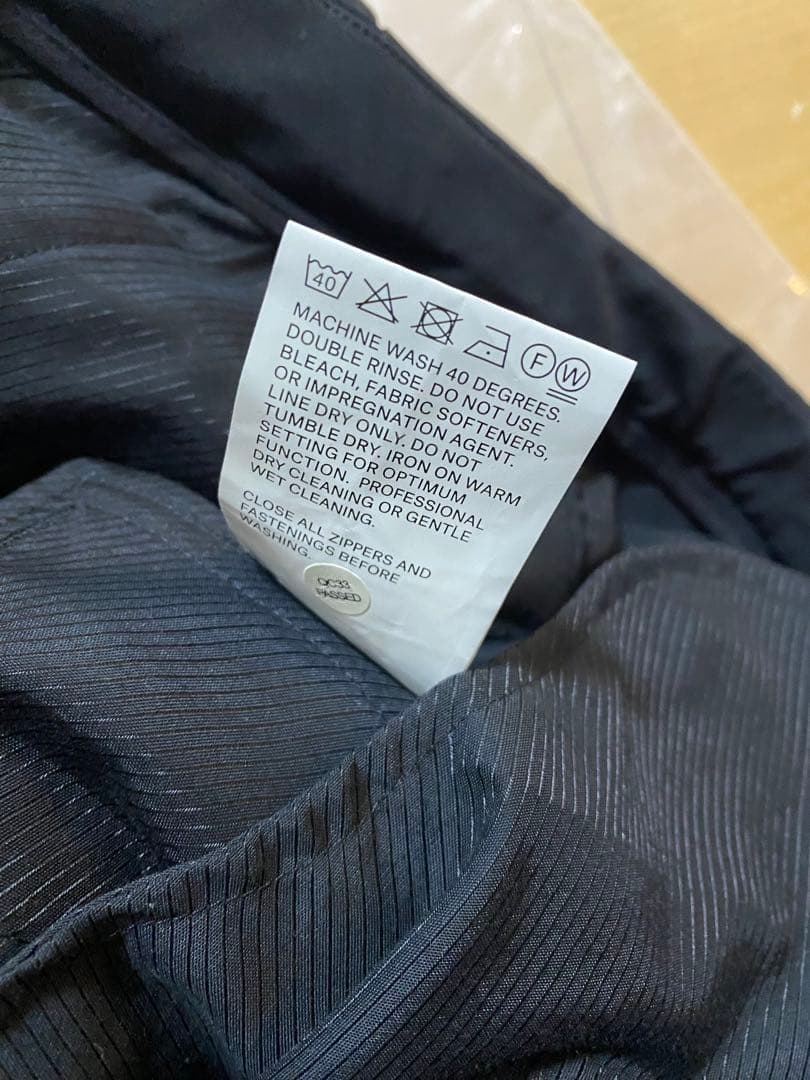 40 F W
MACHINE WASH 40 DEGREES.
DOUBLE RINSE. DO NOT USE
BLEACH, FABRIC SOFTENERS,
OR IMPREGNATION AGENT.
LINE DRY ONLY. DO NOT
TUMBLE DRY. IRON ON WARM
SETTING FOR OPTIMUM
FUNCTION. PROFESSIONAL
DRY CLEANING OR GENTLE
WET CLEANING.
CLOSE ALL ZIPPERS AND
FASTENINGS BEFORE
WASHING.
QC33
PASSED